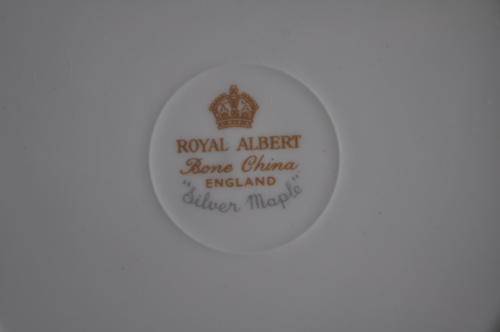 ROYAL ALBERT
Bone China
ENGLAND
"Silver Maple"